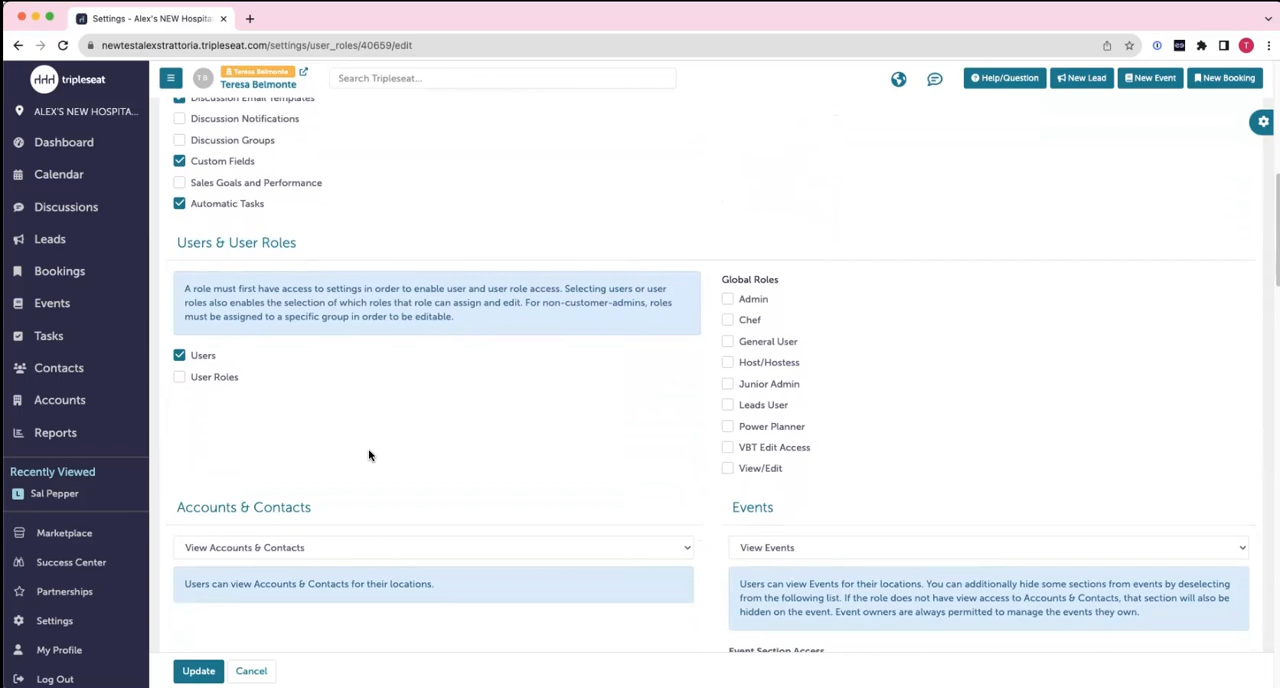 Settings - Alex's NEW Hospita
newtestalexstrattoria.tripleseat.com/settings/user_roles/40659/edit
T
tripleseat
ALEX'S NEW HOSPITA...
Dashboard
Calendar
Discussions
Leads
Bookings
Events
Tasks
Contacts
Accounts
Reports
Recently Viewed
L Sal Pepper
Marketplace
Success Center
Partnerships
Settings
My Profile
Log Out
TB
Teresa Belmonte
Teresa Belmonte
Search Tripleseat...
Help/Question
New Lead
New Event
New Booking
Discussion Email Templates
Discussion Notifications
Discussion Groups
Custom Fields
Sales Goals and Performance
Automatic Tasks
Users & User Roles
A role must first have access to settings in order to enable user and user role access. Selecting users or user
roles also enables the selection of which roles that role can assign and edit. For non-customer-admins, roles
must be assigned to a specific group in order to be editable.
Users
User Roles
Global Roles
Admin
Chef
General User
Host/Hostess
Junior Admin
Leads User
Power Planner
VBT Edit Access
View/Edit
Accounts & Contacts
View Accounts & Contacts
Users can view Accounts & Contacts for their locations.
Events
View Events
Users can view Events for their locations. You can additionally hide some sections from events by deselecting
from the following list. If the role does not have view access to Accounts & Contacts, that section will also be
hidden on the event. Event owners are always permitted to manage the events they own.
Event Section Access
Update
Cancel